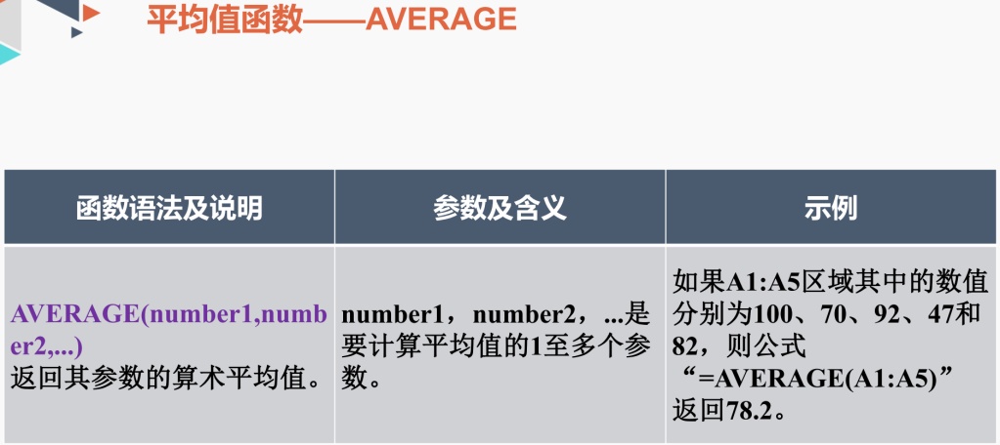 平均值函数——AVERAGE
函数语法及说明
参数及含义
示例
AVERAGE(number1,numb
er2,...)
返回其参数的算术平均值。
number1，number2，...是
要计算平均值的1至多个参
数。
如果A1:A5区域其中的数值
分别为100、70、92、47和
82，则公式
“=AVERAGE(A1:A5)”
返回78.2。